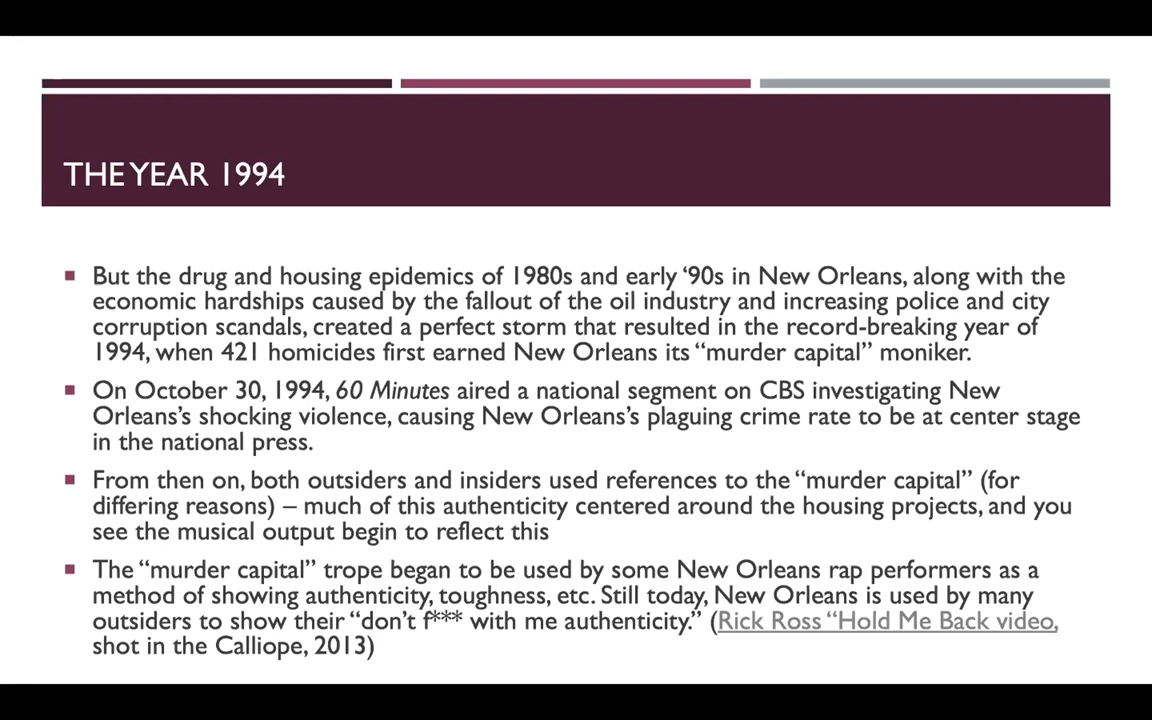 THE YEAR 1994
▪ But the drug and housing epidemics of 1980s and early ‘90s in New Orleans, along with the
economic hardships caused by the fallout of the oil industry and increasing police and city
corruption scandals, created a perfect storm that resulted in the record-breaking year of
1994, when 421 homicides first earned New Orleans its “murder capital” moniker.
▪ On October 30, 1994, 60 Minutes aired a national segment on CBS investigating New
Orleans’s shocking violence, causing New Orleans’s plaguing crime rate to be at center stage
in the national press.
▪ From then on, both outsiders and insiders used references to the “murder capital” (for
differing reasons) – much of this authenticity centered around the housing projects, and you
see the musical output begin to reflect this
▪ The “murder capital” trope began to be used by some New Orleans rap performers as a
method of showing authenticity, toughness, etc. Still today, New Orleans is used by many
outsiders to show their “don’t f*** with me authenticity.” (Rick Ross “Hold Me Back video,
shot in the Calliope, 2013)